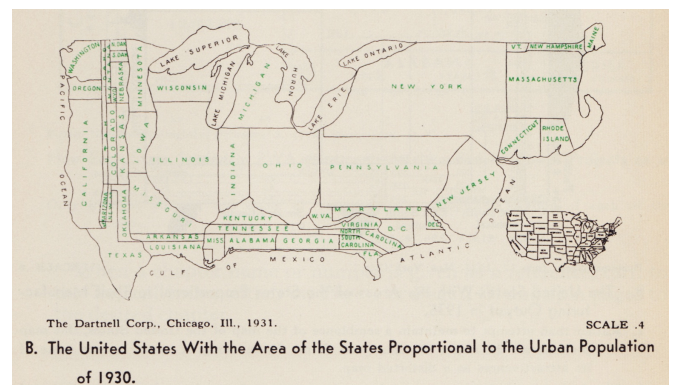 LAKE SUPERIOR
LAKE MICHIGAN
LAKE HURON
LAKE ERIE
LAKE ONTARIO
WASHINGTON
OREGON
CALIFORNIA
N. DAK.
S. DAK.
NEBRASKA
COLORADO
KANSAS
OKLAHOMA
TEXAS
MINNESOTA
IOWA
MISSOURI
ARKANSAS
LOUISIANA
WISCONSIN
ILLINOIS
MICHIGAN
INDIANA
OHIO
KENTUCKY
TENNESSEE
MISS.
ALABAMA
GEORGIA
W. VA.
VIRGINIA
NORTH CAROLINA
SOUTH CAROLINA
FLA.
D. C.
MARYLAND
DEL.
PENNSYLVANIA
NEW JERSEY
NEW YORK
VT.
NEW HAMPSHIRE
MAINE
MASSACHUSETTS
CONNECTICUT
RHODE ISLAND
PACIFIC OCEAN
GULF OF MEXICO
ATLANTIC OCEAN
The Dartnell Corp., Chicago, Ill., 1931.
SCALE .4
B. The United States With the Area of the States Proportional to the Urban Population
of 1930.